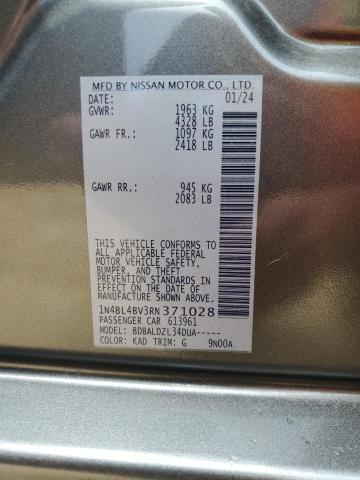 MFD BY NISSAN MOTOR CO., LTD.
DATE: 01/24
GVWR: 1963 KG
4328 LB
GAWR FR.: 1097 KG
2418 LB
GAWR RR.: 945 KG
2083 LB
THIS VEHICLE CONFORMS TO
ALL APPLICABLE FEDERAL
MOTOR VEHICLE SAFETY,
BUMPER, AND THEFT
PREVENTION STANDARDS IN
EFFECT ON THE DATE OF
MANUFACTURE SHOWN ABOVE.
1N4BL4BV3RN371028
PASSENGER CAR 613961
MODEL: BDBALDZL34DUA-----
COLOR: KAD TRIM: G 9N00A